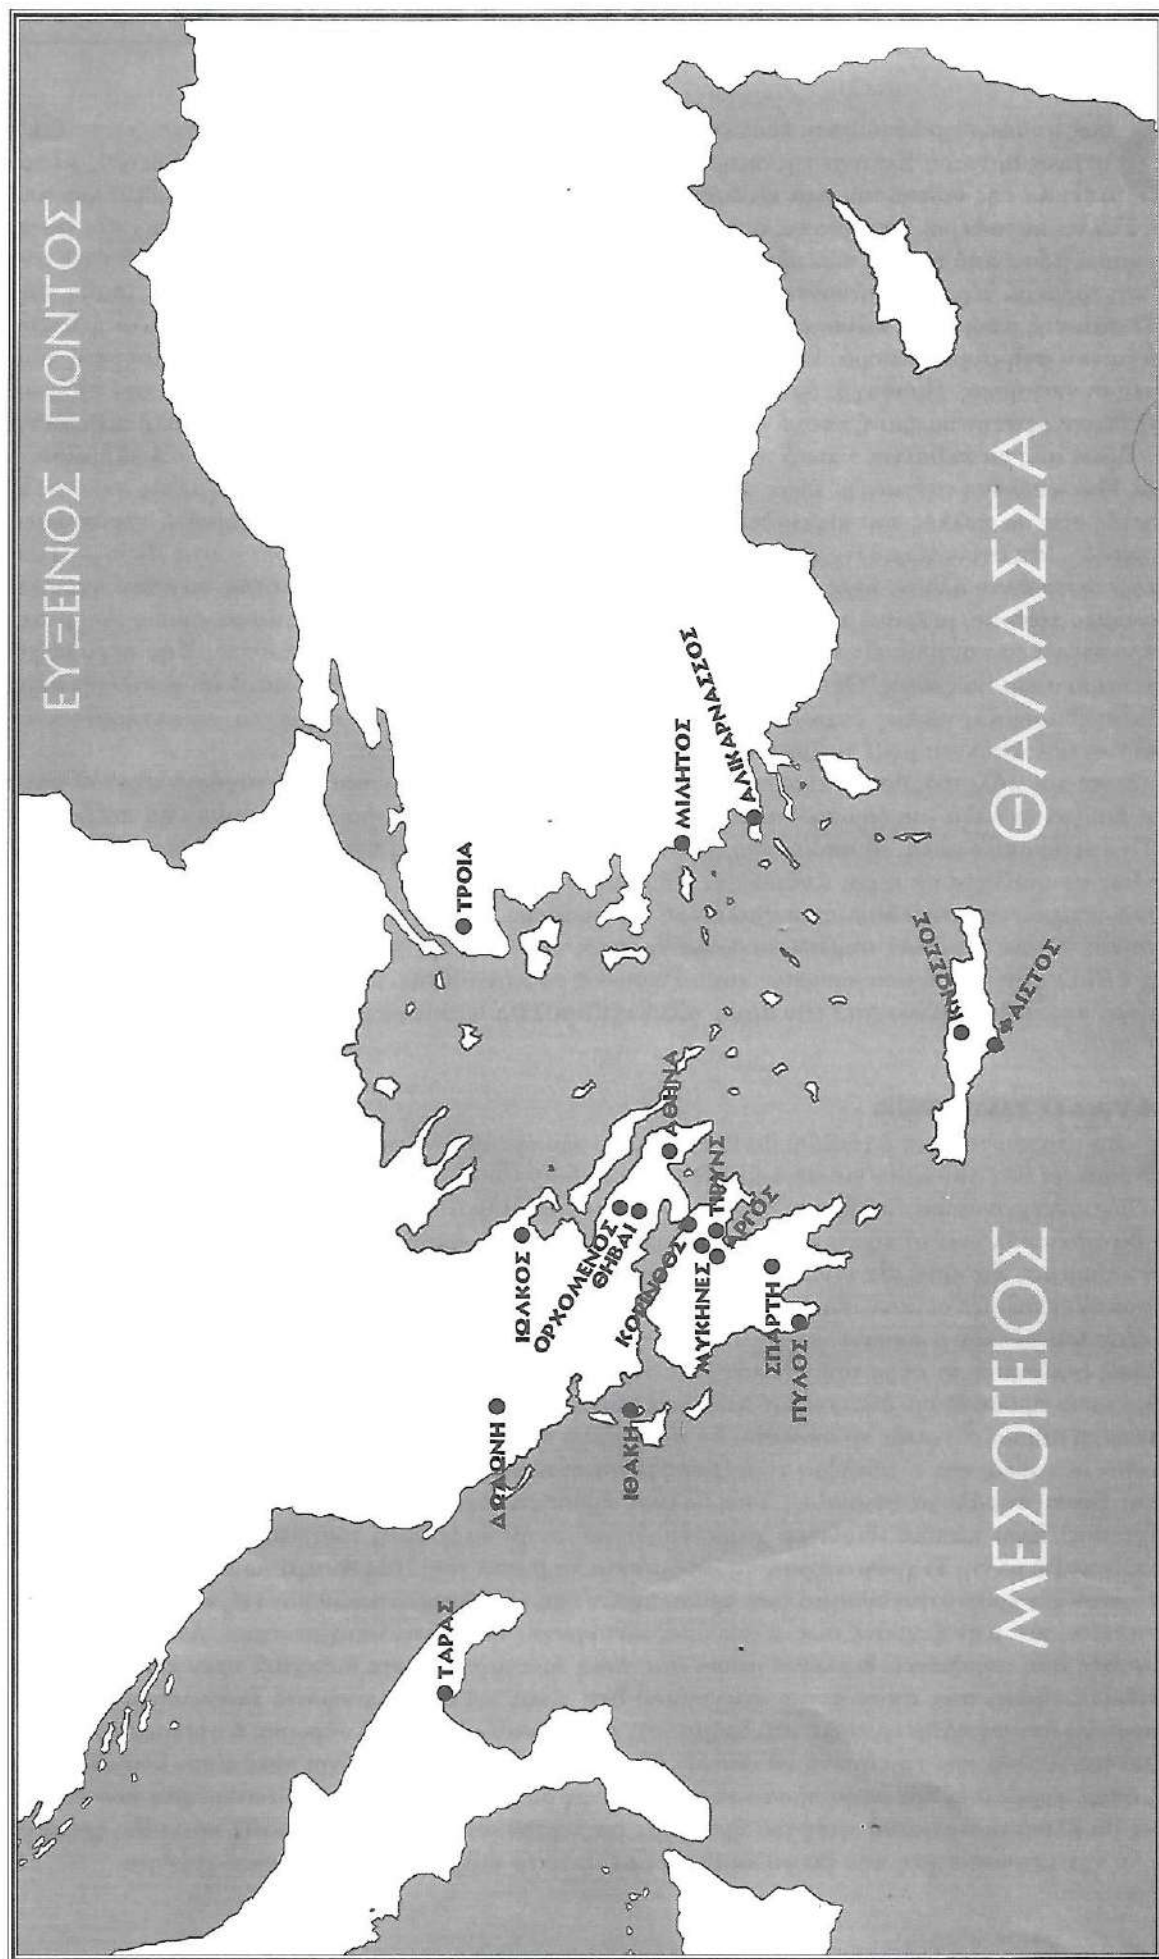 ΕΥΞΕΙΝΟΣ ΠΟΝΤΟΣ
ΤΑΡΑΣ
ΤΡΟΙΑ
ΔΩΔΩΝΗ
ΙΩΛΚΟΣ
ΟΡΧΟΜΕΝΟΣ
ΘΗΒΑΙ
ΙΘΑΚΗ
ΚΟΡΙΝΘΟΣ
ΑΘΗΝΑ
ΜΙΛΗΤΟΣ
ΜΥΚΗΝΕΣ
ΤΙΡΥΝΣ
ΑΡΓΟΣ
ΑΛΙΚΑΡΝΑΣΣΟΣ
ΣΠΑΡΤΗ
ΠΥΛΟΣ
ΚΝΩΣΣΟΣ
ΜΕΣΟΓΕΙΟΣ ΘΑΛΑΣΣΑ